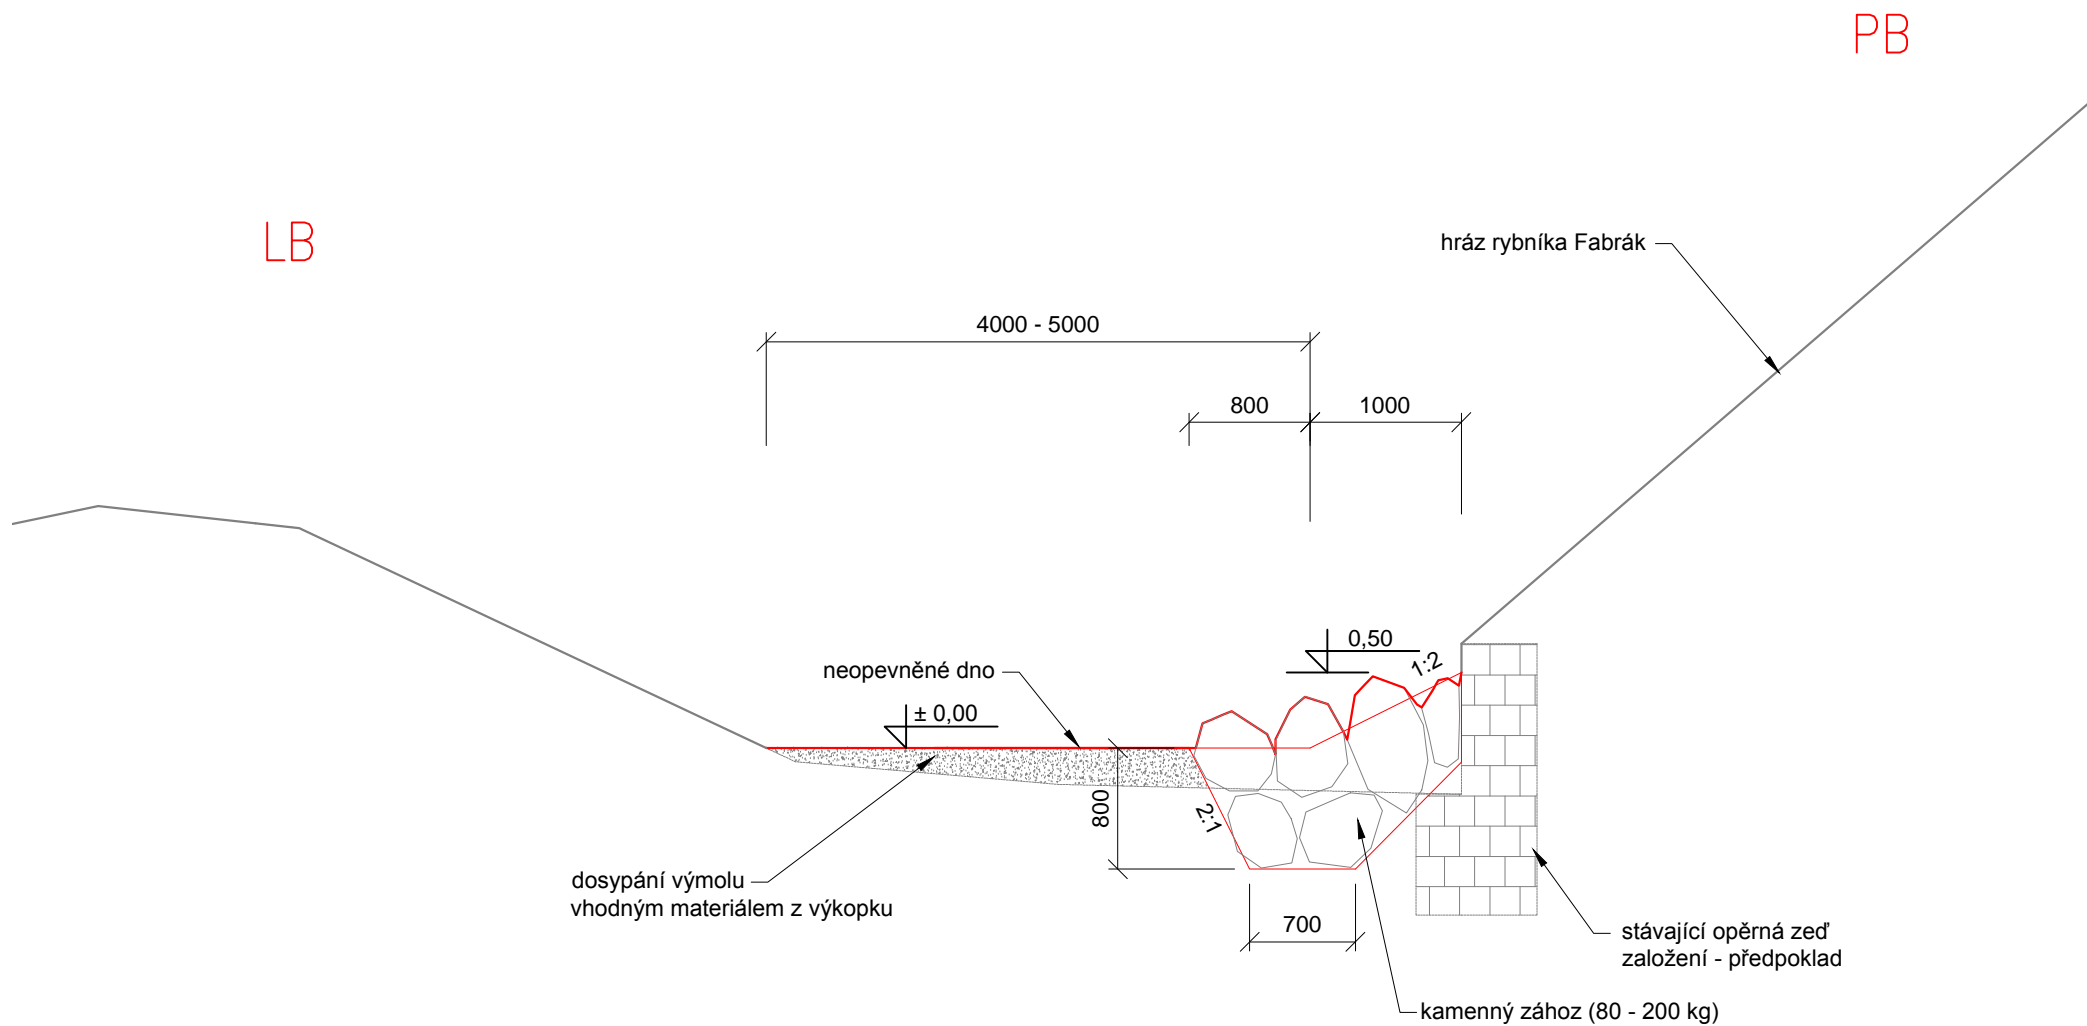 PB
LB
hráz rybníka Fabrák
4000 - 5000
800
1000
0,50
1:2
neopevněné dno
± 0,00
800
2:1
dosypání výmolu
vhodným materiálem z výkopku
700
stávající opěrná zeď
založení - předpoklad
kamenný zához (80 - 200 kg)